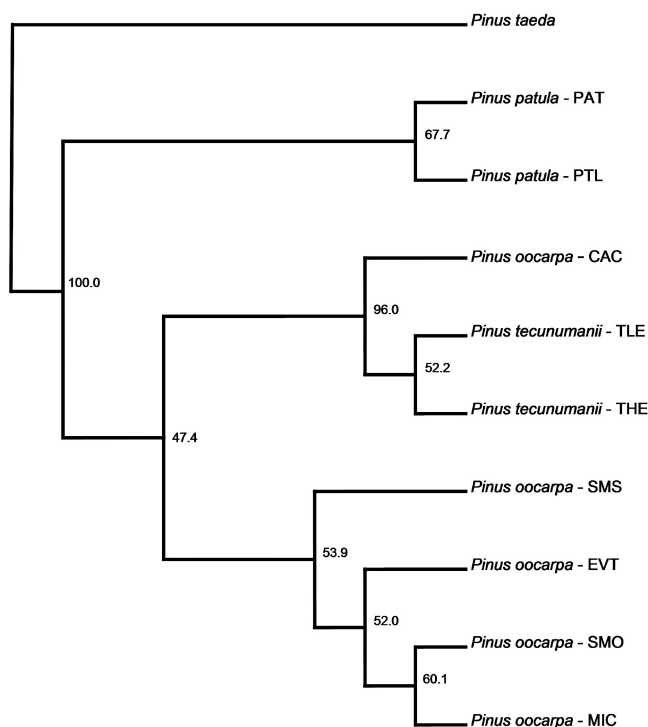 Pinus taeda
Pinus patula - PAT
67.7
Pinus patula - PTL
Pinus oocarpa - CAC
100.0
96.0
Pinus tecunumanii - TLE
52.2
Pinus tecunumanii - THE
47.4
Pinus oocarpa - SMS
53.9
Pinus oocarpa - EVT
52.0
Pinus oocarpa - SMO
60.1
Pinus oocarpa - MIC